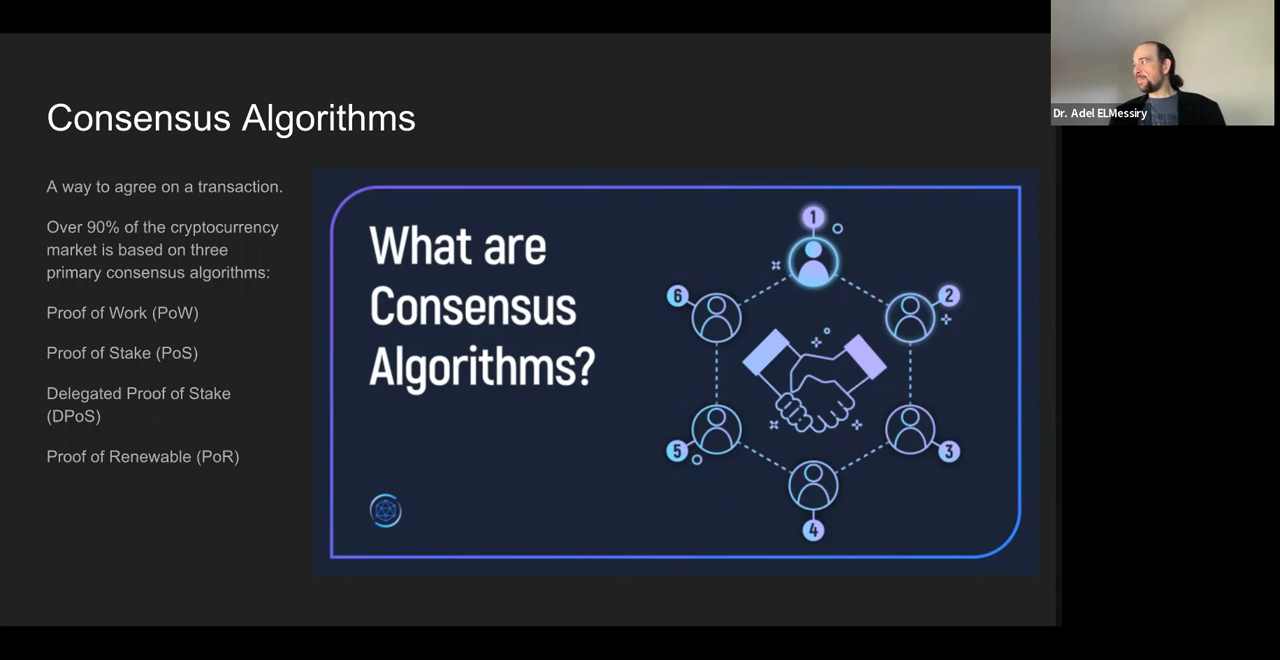 Consensus Algorithms
A way to agree on a transaction.
Over 90% of the cryptocurrency
market is based on three
primary consensus algorithms:
Proof of Work (PoW)
Proof of Stake (PoS)
Delegated Proof of Stake
(DPoS)
Proof of Renewable (PoR)
What are
Consensus
Algorithms?
1
2
3
4
5
6
Dr. Adel ELMessiry